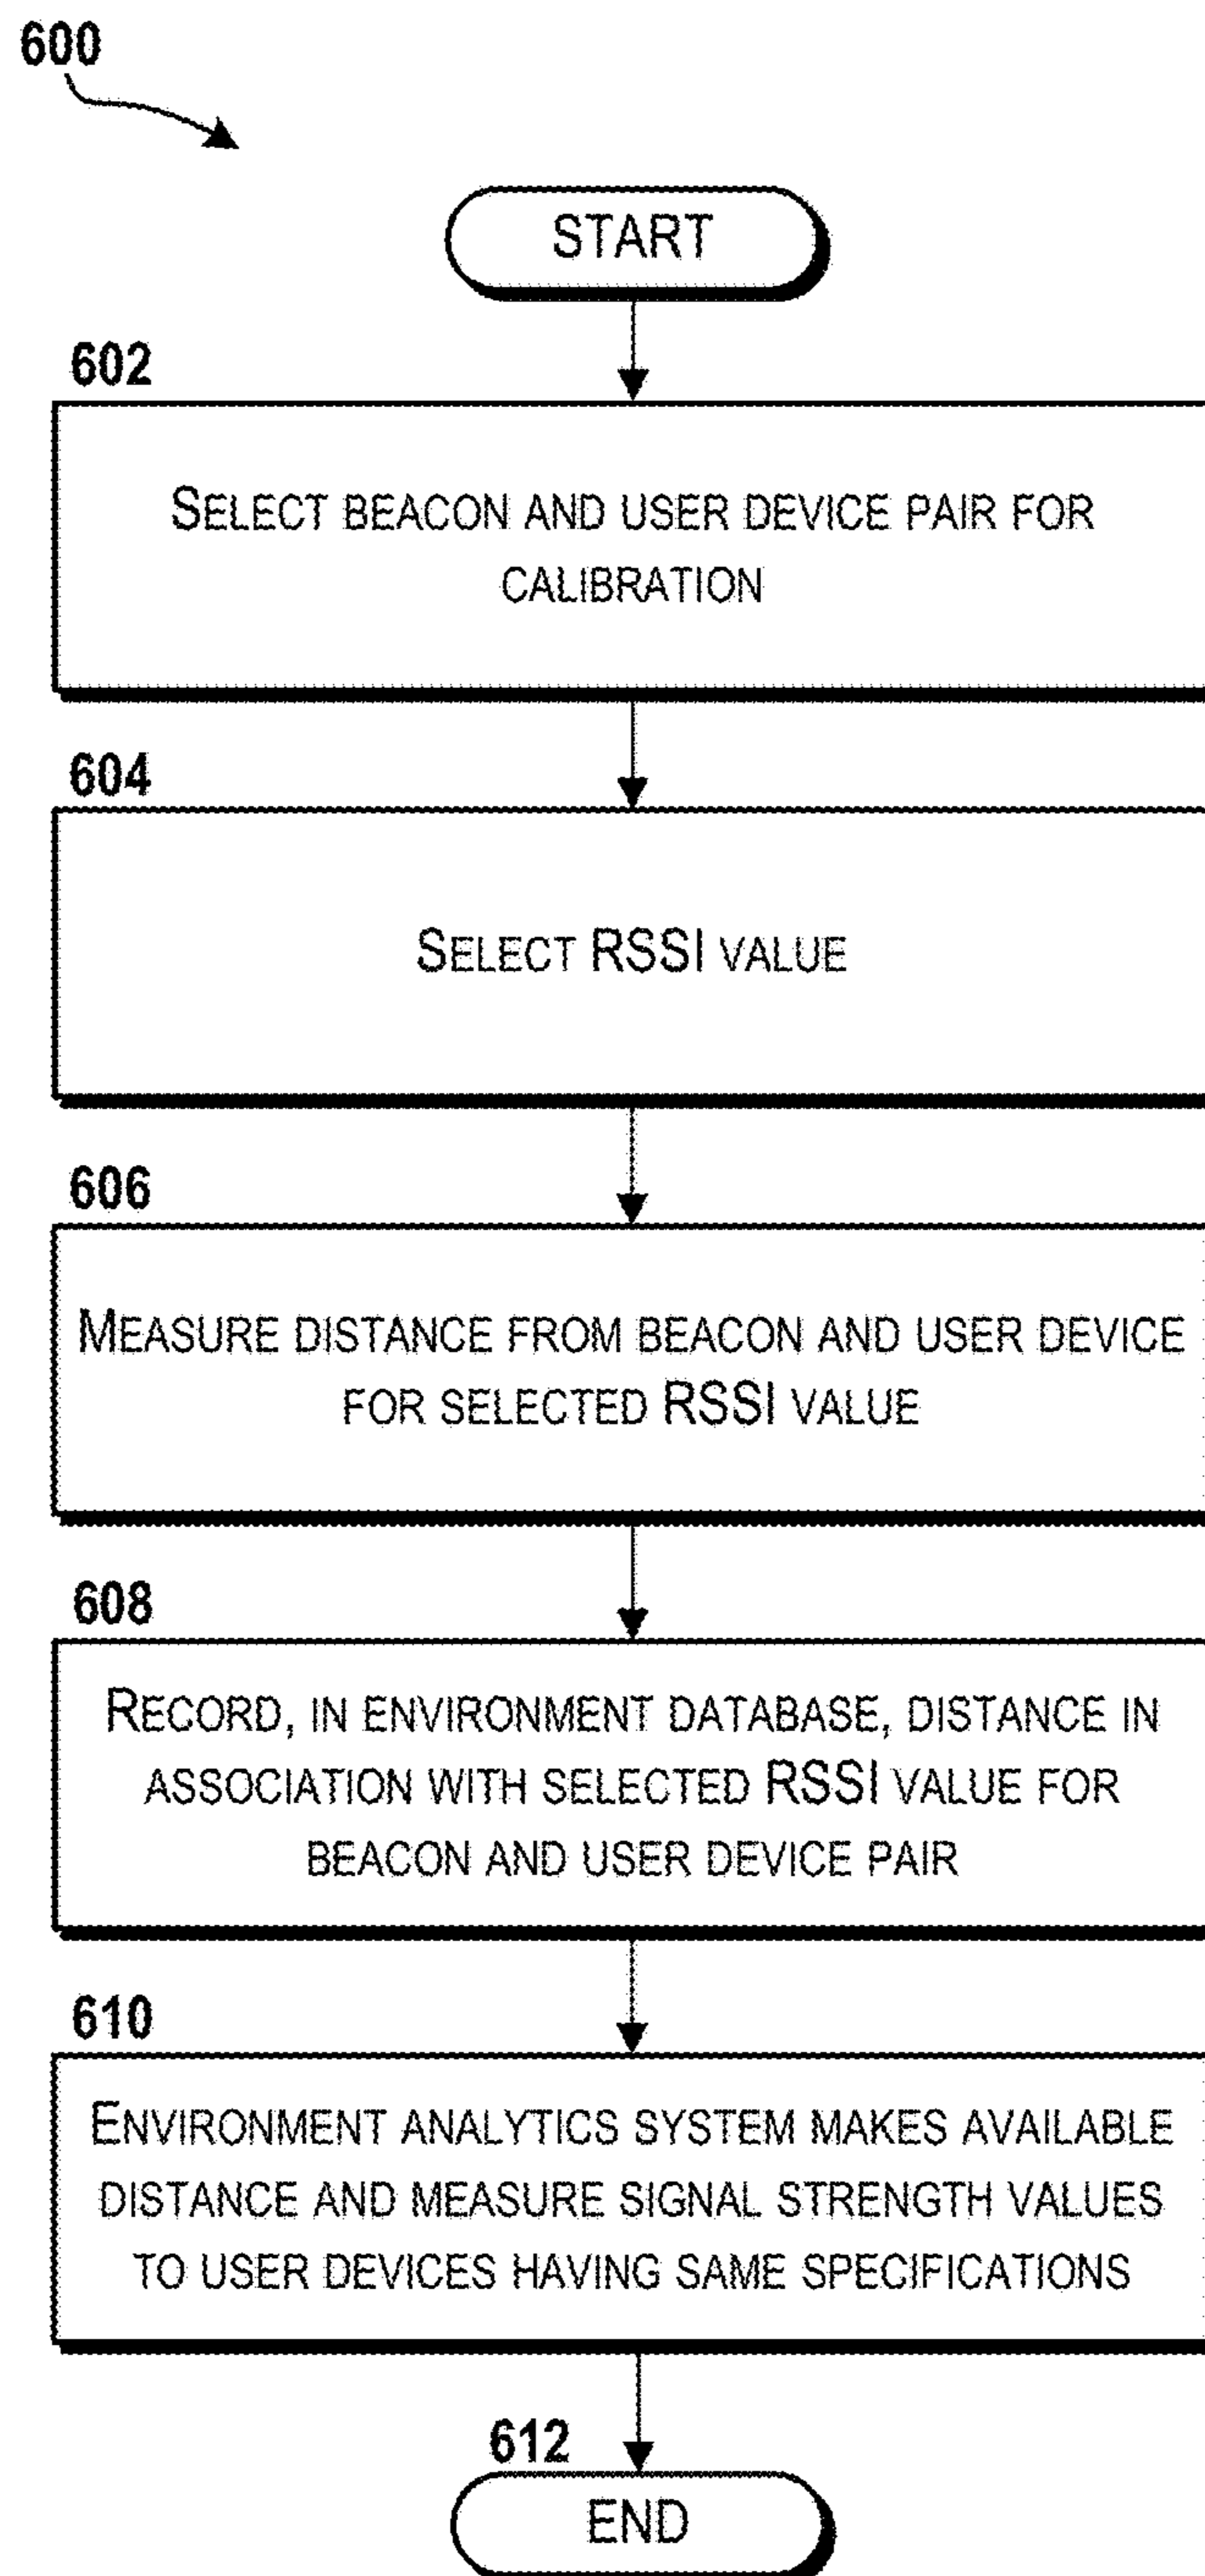 600
START
602
SELECT BEACON AND USER DEVICE PAIR FOR
CALIBRATION
604
SELECT RSSI VALUE
606
MEASURE DISTANCE FROM BEACON AND USER DEVICE
FOR SELECTED RSSI VALUE
608
RECORD, IN ENVIRONMENT DATABASE, DISTANCE IN
ASSOCIATION WITH SELECTED RSSI VALUE FOR
BEACON AND USER DEVICE PAIR
610
ENVIRONMENT ANALYTICS SYSTEM MAKES AVAILABLE
DISTANCE AND MEASURE SIGNAL STRENGTH VALUES
TO USER DEVICES HAVING SAME SPECIFICATIONS
612
END